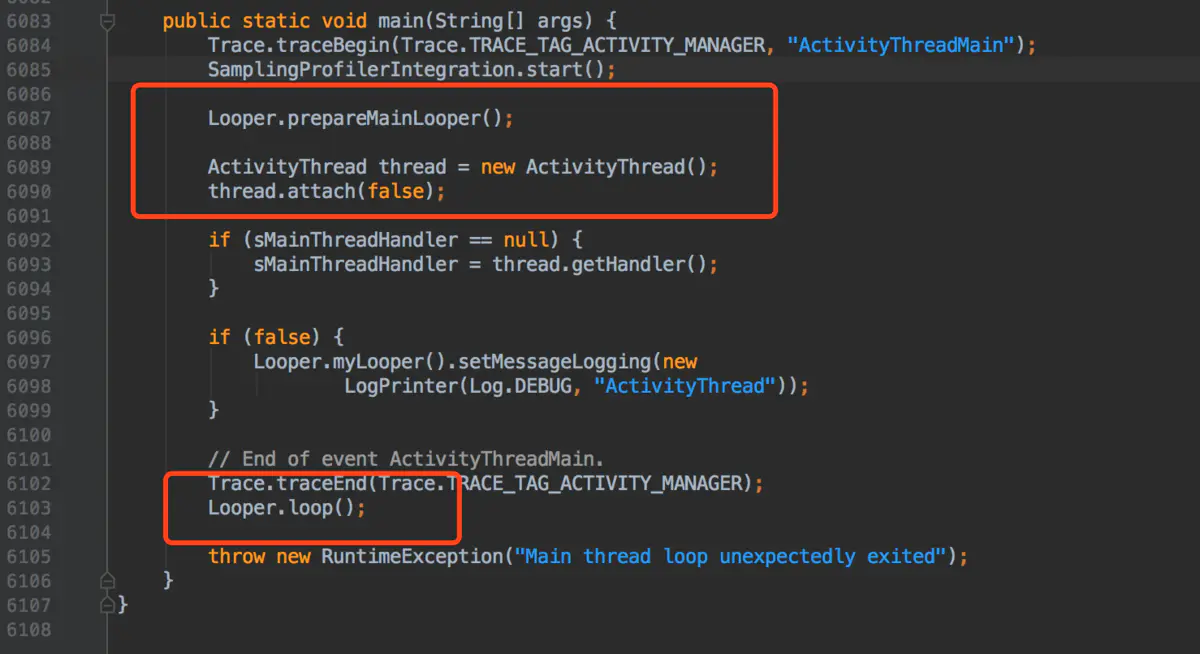 6083 public static void main(String[] args) {
6084 Trace.traceBegin(Trace.TRACE_TAG_ACTIVITY_MANAGER, "ActivityThreadMain");
6085 SamplingProfilerIntegration.start();
6086
6087 Looper.prepareMainLooper();
6088
6089 ActivityThread thread = new ActivityThread();
6090 thread.attach(false);
6091
6092 if (sMainThreadHandler == null) {
6093 sMainThreadHandler = thread.getHandler();
6094 }
6095
6096 if (false) {
6097 Looper.myLooper().setMessageLogging(new
6098 LogPrinter(Log.DEBUG, "ActivityThread"));
6099 }
6100
6101 // End of event ActivityThreadMain.
6102 Trace.traceEnd(Trace.TRACE_TAG_ACTIVITY_MANAGER);
6103 Looper.loop();
6104
6105 throw new RuntimeException("Main thread loop unexpectedly exited");
6106 }
6107 }
6108